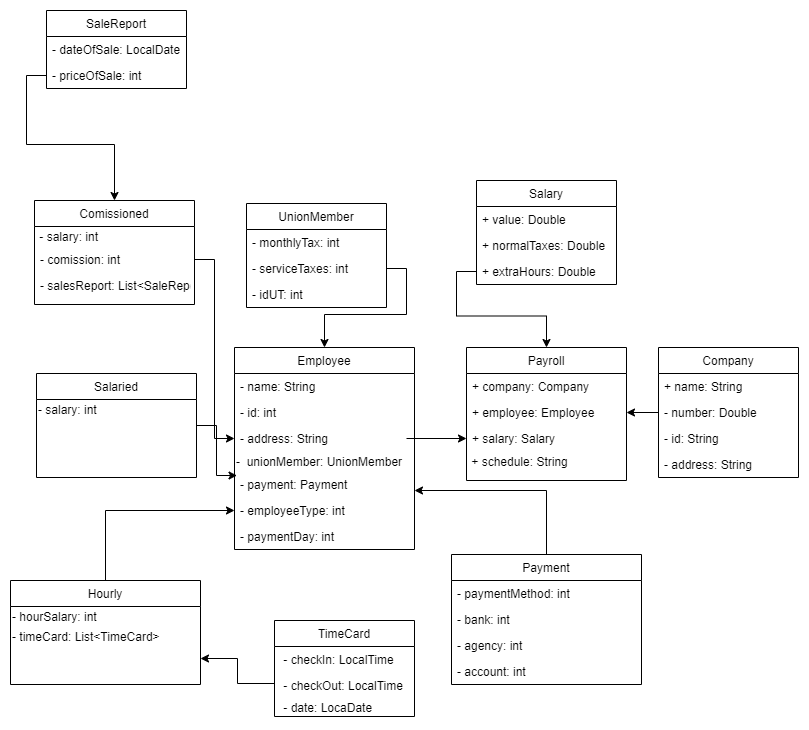 SaleReport
- dateOfSale: LocalDate
- priceOfSale: int
Comissioned
- salary: int
- comission: int
- salesReport: List<SaleRep
UnionMember
- monthlyTax: int
- serviceTaxes: int
- idUT: int
Salary
+ value: Double
+ normalTaxes: Double
+ extraHours: Double
Salaried
- salary: int
Employee
- name: String
- id: int
- address: String
- unionMember: UnionMember
- payment: Payment
- employeeType: int
- paymentDay: int
Payroll
+ company: Company
+ employee: Employee
+ salary: Salary
+ schedule: String
Company
+ name: String
- number: Double
- id: String
- address: String
Hourly
- hourSalary: int
- timeCard: List<TimeCard>
TimeCard
- checkIn: LocalTime
- checkOut: LocalTime
- date: LocaDate
Payment
- paymentMethod: int
- bank: int
- agency: int
- account: int